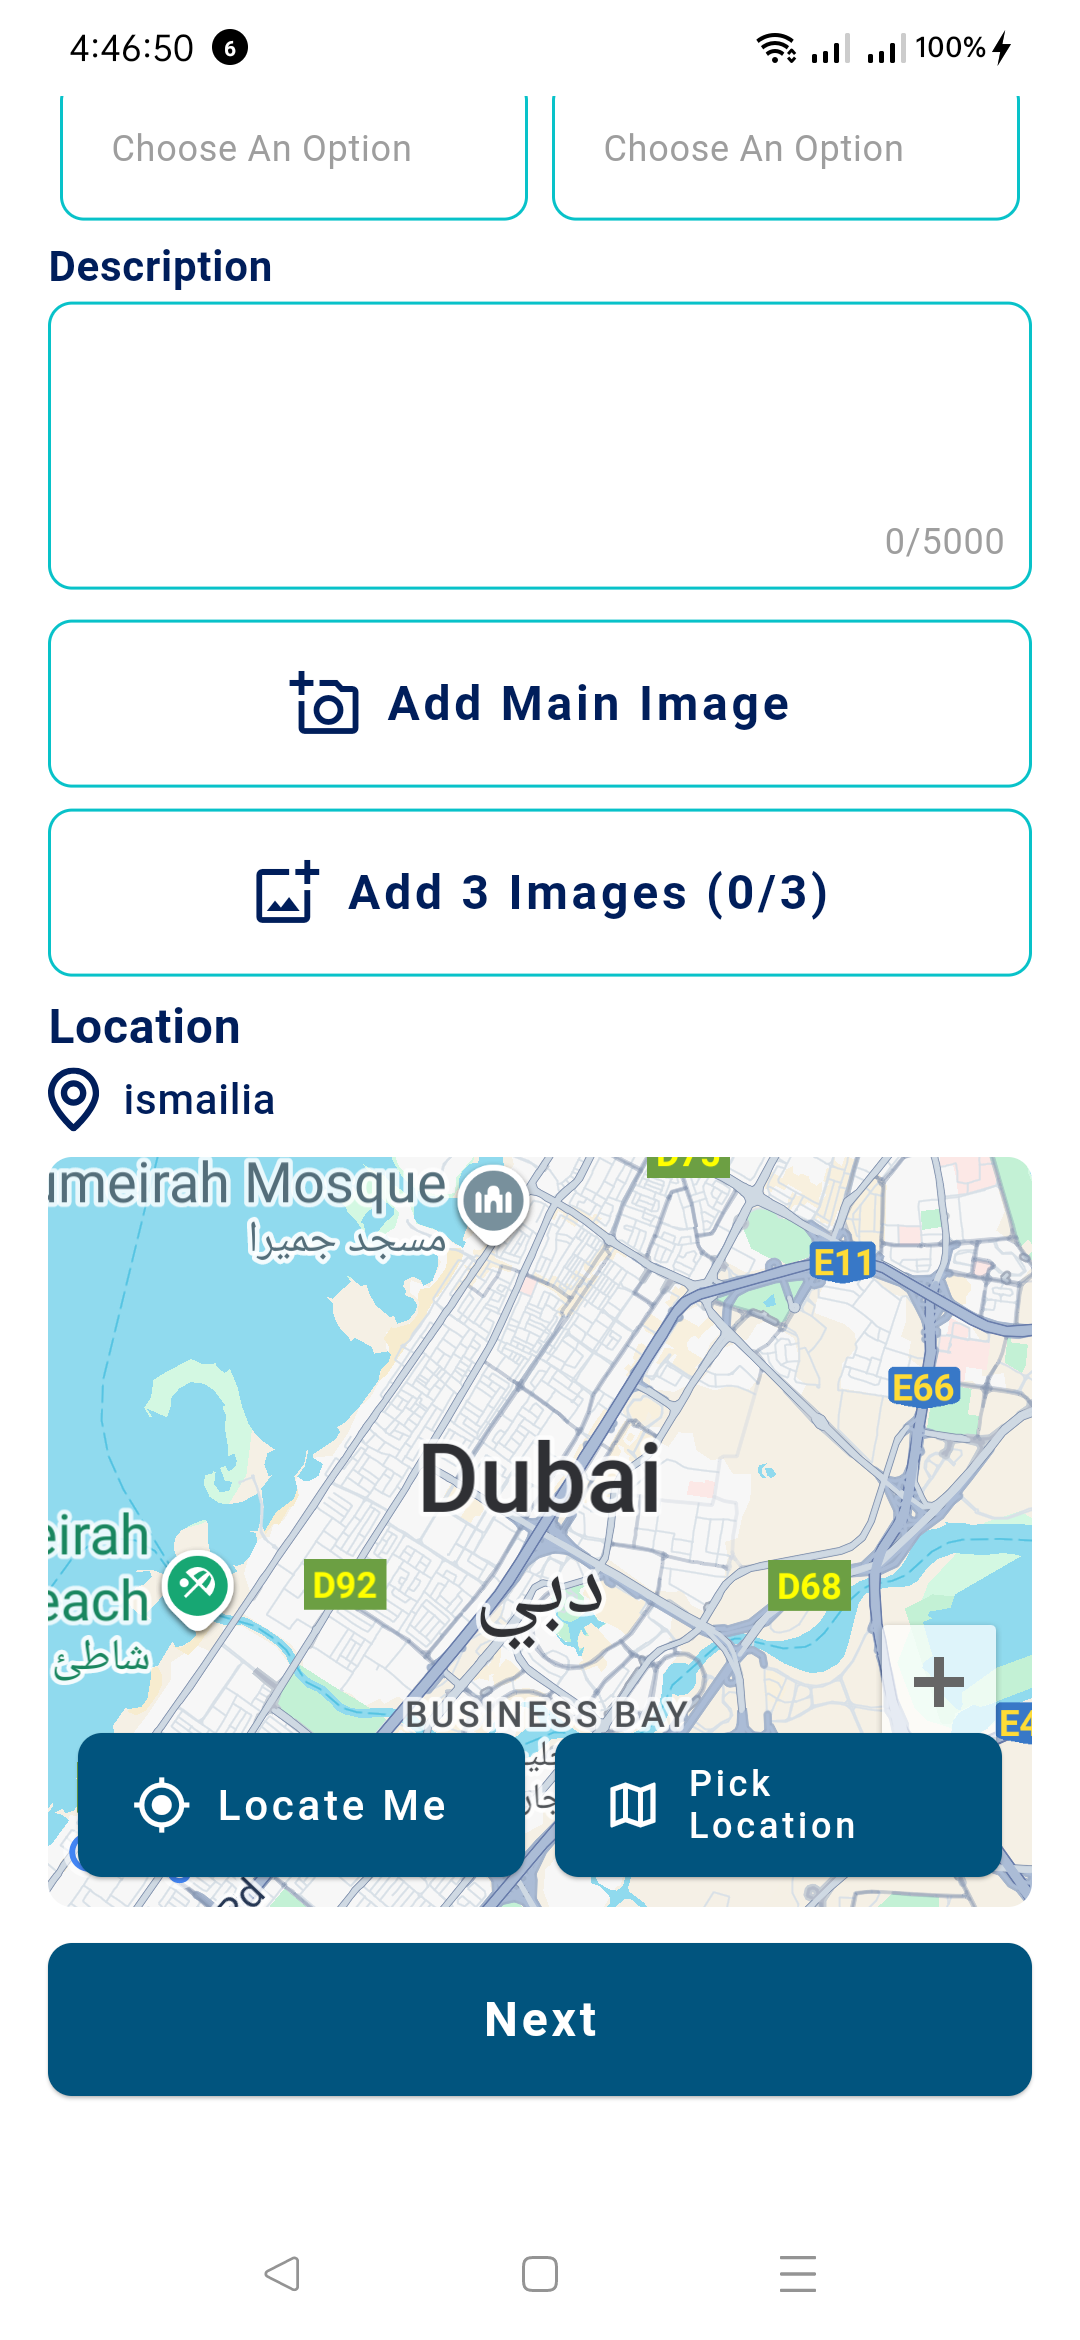 4:46:50 6 100%
Choose An Option Choose An Option
Description
0/5000
Add Main Image
Add 3 Images (0/3)
Location
ismailia
umeirah Mosque
مسجد جميرا
D75
E11
E66
Dubai
دبي
eirah
each
شاطئ
D92
D68
BUSINESS BAY
E4
Locate Me
Pick
Location
Next